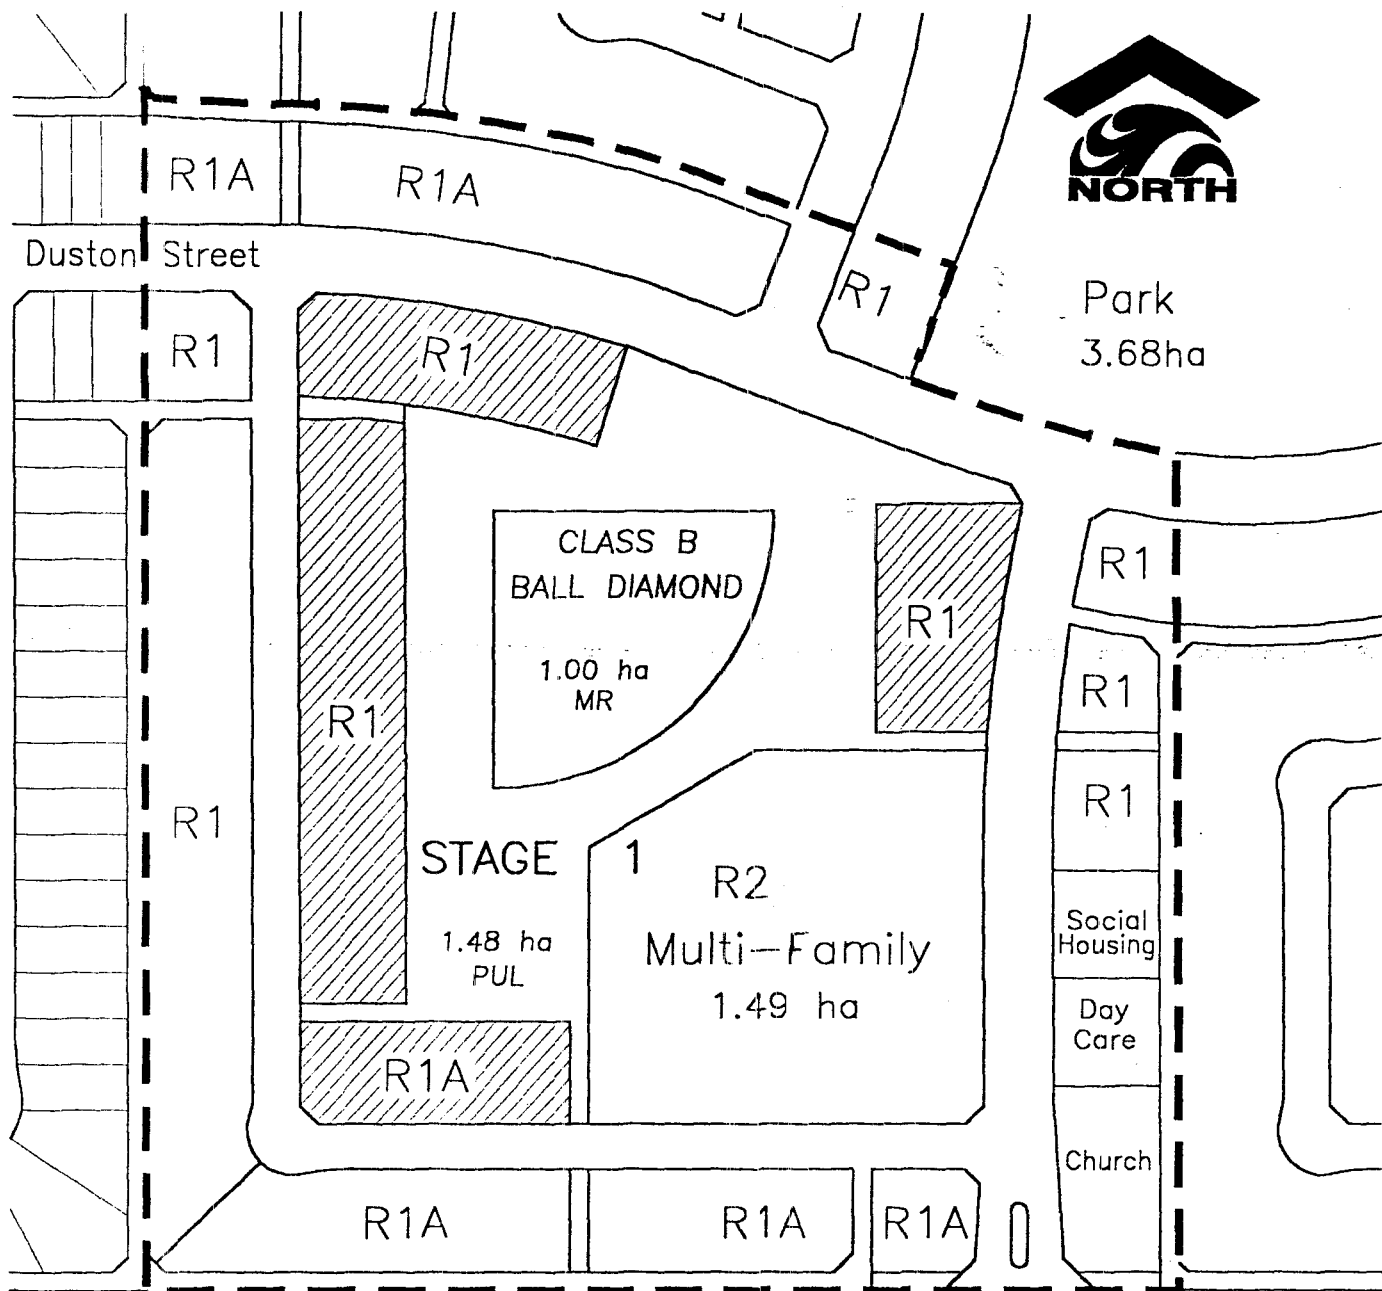 NORTH
R1A
R1A
Duston Street
R1
Park
3.68ha
R1
R1
CLASS B
BALL DIAMOND
1.00 ha
MR
R1
R1
R1
R1
R1
R1
STAGE 1
R2
Multi-Family
1.49 ha
1.48 ha
PUL
Social
Housing
Day
Care
R1A
Church
R1A
R1A
R1A